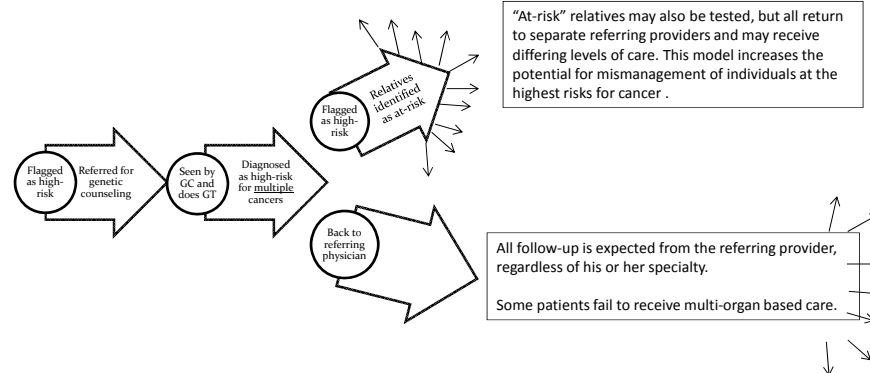 Flagged
as high-
risk
Referred for
genetic
counseling
Seen by
GC and
does GT
Diagnosed
as high-risk
for multiple
cancers
Flagged
as high-
risk
Relatives
identified
as at-risk
Back to
referring
physician
“At-risk” relatives may also be tested, but all return
to separate referring providers and may receive
differing levels of care. This model increases the
potential for mismanagement of individuals at the
highest risks for cancer .
All follow-up is expected from the referring provider,
regardless of his or her specialty.
Some patients fail to receive multi-organ based care.